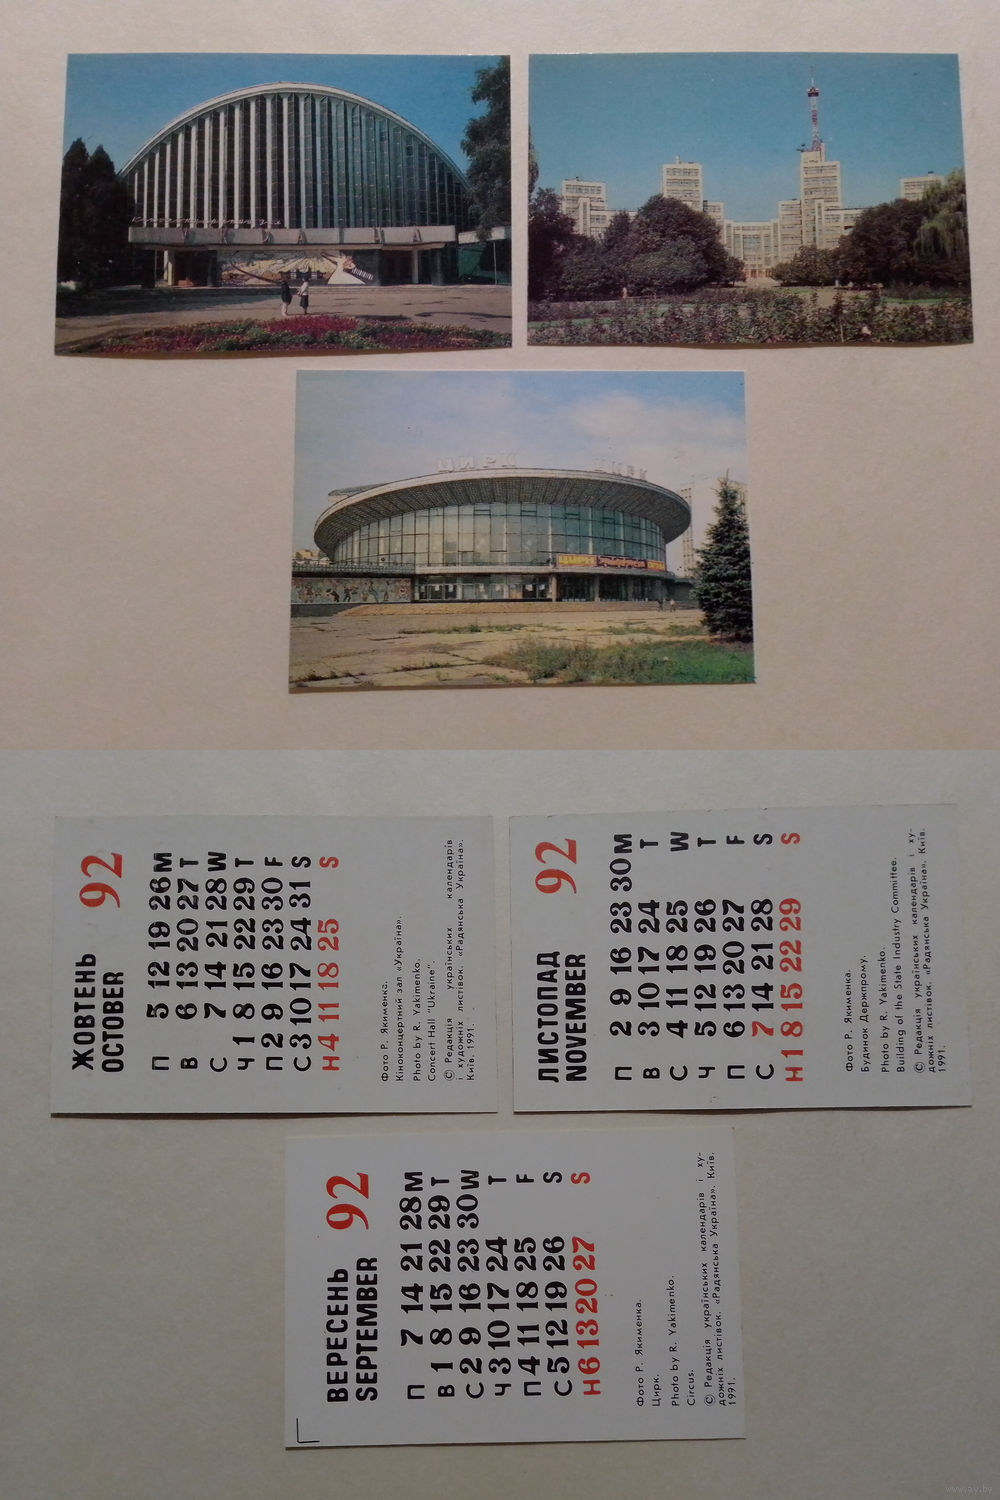 УКРАЇНА
ЦИРК ЦИРК
ЖОВТЕНЬ 92
OCTOBER
П 5 12 19 26 M
В 6 13 20 27 T
С 7 14 21 28 W
Ч 1 8 15 22 29 T
П 2 9 16 23 30 F
С 3 10 17 24 31 S
Н 4 11 18 25 S
Фото Р. Якименка.
Кіноконцертний зал «Україна».
Photo by R. Yakimenko.
Concert Hall "Ukraine".
© Редакція українських календарів
і художніх листівок. «Радянська Україна».
Київ. 1991.
ЛИСТОПАД 92
NOVEMBER
П 2 9 16 23 30 M
В 3 10 17 24 T
С 4 11 18 25 W
Ч 5 12 19 26 T
П 6 13 20 27 F
С 7 14 21 28 S
Н 1 8 15 22 29 S
Фото Р. Якименка.
Будинок Держпрому.
Photo by R. Yakimenko.
Building of the State Industry Committee.
© Редакція українських календарів і ху-
дожніх листівок. «Радянська Україна». Київ.
1991.
ВЕРЕСЕНЬ 92
SEPTEMBER
П 7 14 21 28 M
В 1 8 15 22 29 T
С 2 9 16 23 30 W
Ч 3 10 17 24 T
П 4 11 18 25 F
С 5 12 19 26 S
Н 6 13 20 27 S
Фото Р. Якименка.
Цирк.
Photo by R. Yakimenko.
Circus.
© Редакція українських календарів і ху-
дожніх листівок. «Радянська Україна». Київ.
1991.
www.ay.by